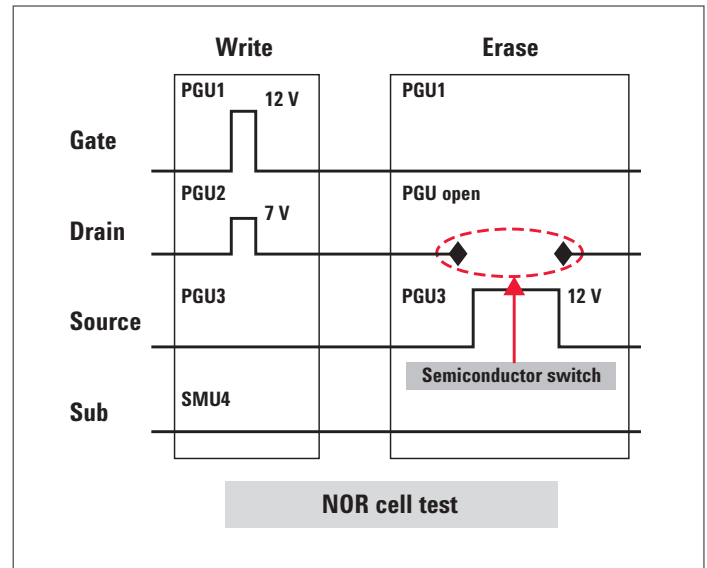 Write
Erase
PGU1
12 V
PGU1
Gate
PGU2
7 V
PGU open
Drain
PGU3
PGU3
12 V
Source
Semiconductor switch
SMU4
Sub
NOR cell test